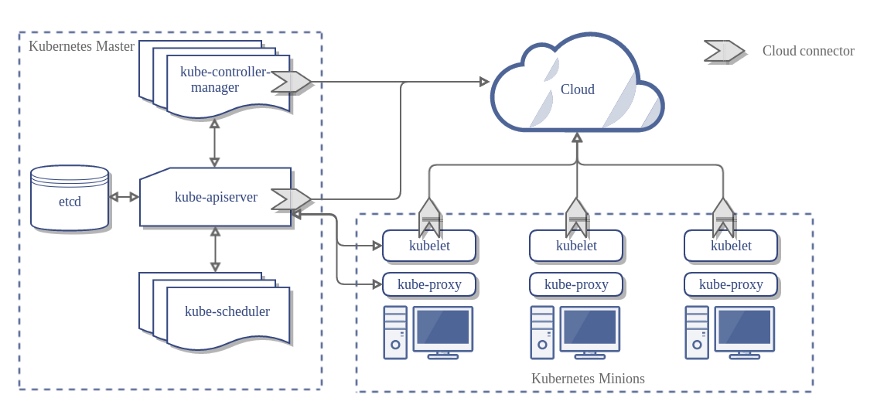 Kubernetes Master
kube-controller-
manager
Cloud
Cloud connector
etcd
kube-apiserver
kube-scheduler
kubelet
kubelet
kubelet
kube-proxy
kube-proxy
kube-proxy
Kubernetes Minions